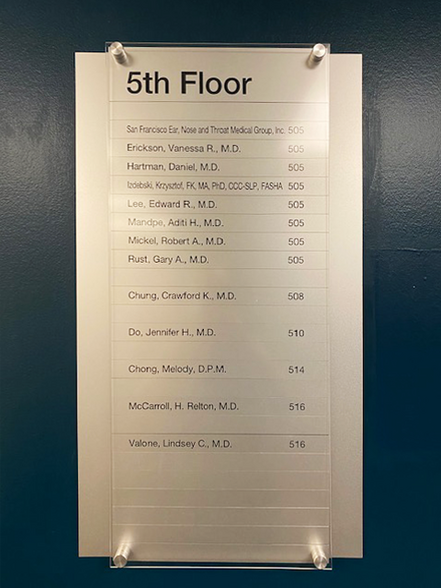 5th Floor
San Francisco Ear, Nose and Throat Medical Group, Inc. 505
Erickson, Vanessa R., M.D. 505
Hartman, Daniel, M.D. 505
Izdebski, Krzysztof, FK, MA, PhD, CCC-SLP, FASHA 505
Lee, Edward R., M.D. 505
Mandpe, Aditi H., M.D. 505
Mickel, Robert A., M.D. 505
Rust, Gary A., M.D. 505
Chung, Crawford K., M.D. 508
Do, Jennifer H., M.D. 510
Chong, Melody, D.P.M. 514
McCarroll, H. Relton, M.D. 516
Valone, Lindsey C., M.D. 516